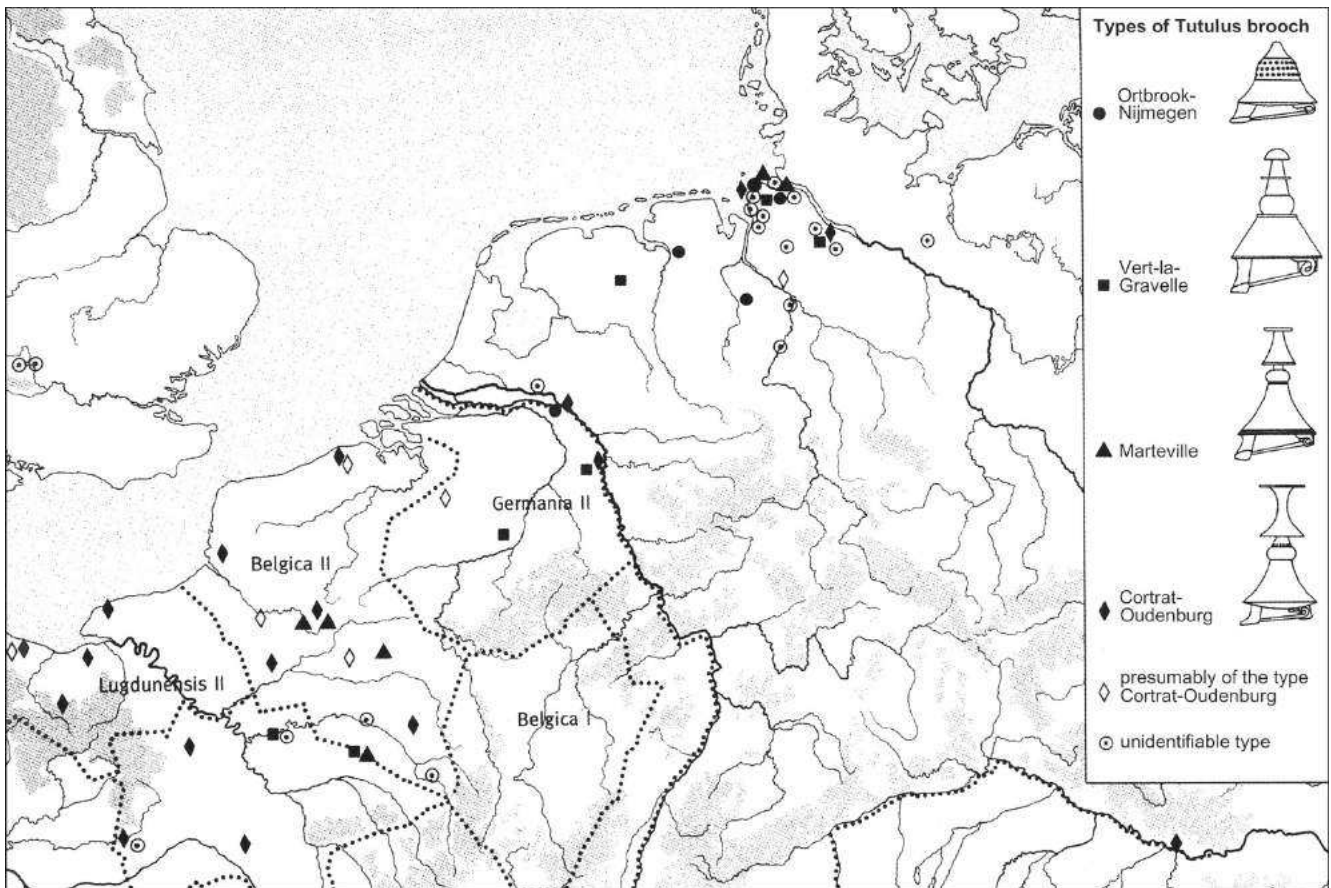 Types of Tutulus brooch
Ortbrook-
Nijmegen
Vert-la-
Gravelle
Marteville
Cortrat-
Oudenburg
presumably of the type
Cortrat-Oudenburg
unidentifiable type
Germania II
Belgica II
Lugdunensis II
Belgica I